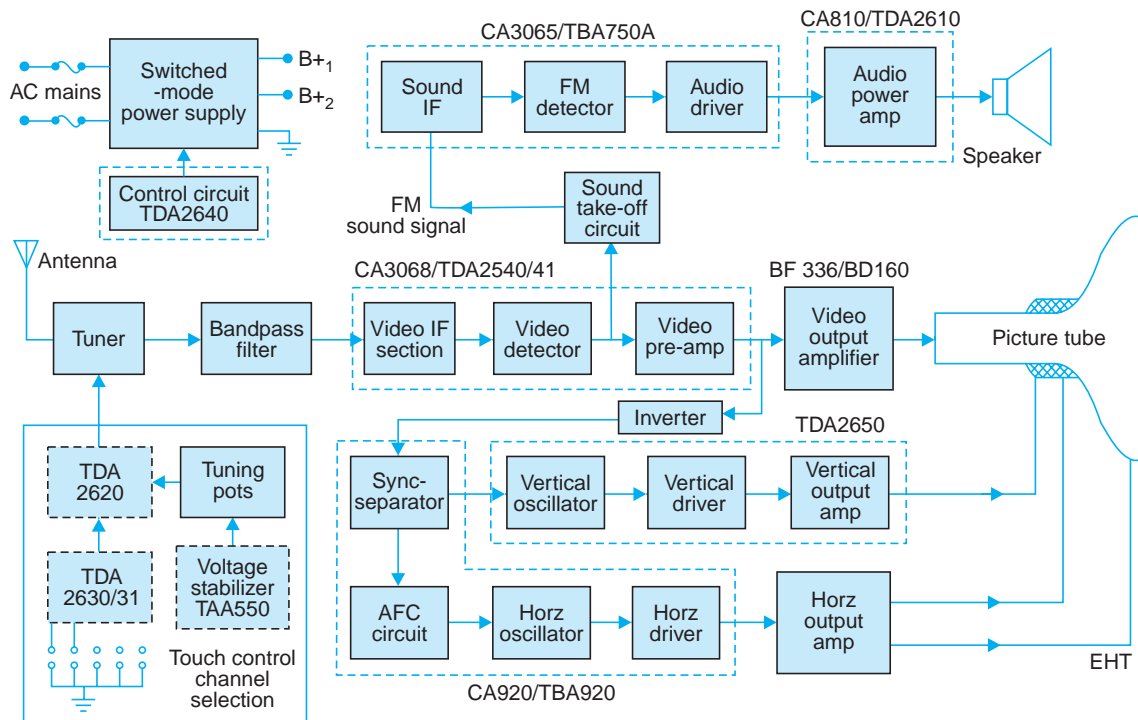 CA3065/TBA750A
CA810/TDA2610
AC mains
Switched
-mode
power supply
B+1
B+2
Sound
IF
FM
detector
Audio
driver
Audio
power
amp
Speaker
Control circuit
TDA2640
FM
sound signal
Sound
take-off
circuit
Antenna
CA3068/TDA2540/41
BF 336/BD160
Tuner
Bandpass
filter
Video IF
section
Video
detector
Video
pre-amp
Video
output
amplifier
Picture tube
Inverter
TDA2650
TDA
2620
Tuning
pots
Sync-
separator
Vertical
oscillator
Vertical
driver
Vertical
output
amp
TDA
2630/31
Voltage
stabilizer
TAA550
AFC
circuit
Horz
oscillator
Horz
driver
Horz
output
amp
Touch control
channel
selection
EHT
CA920/TBA920